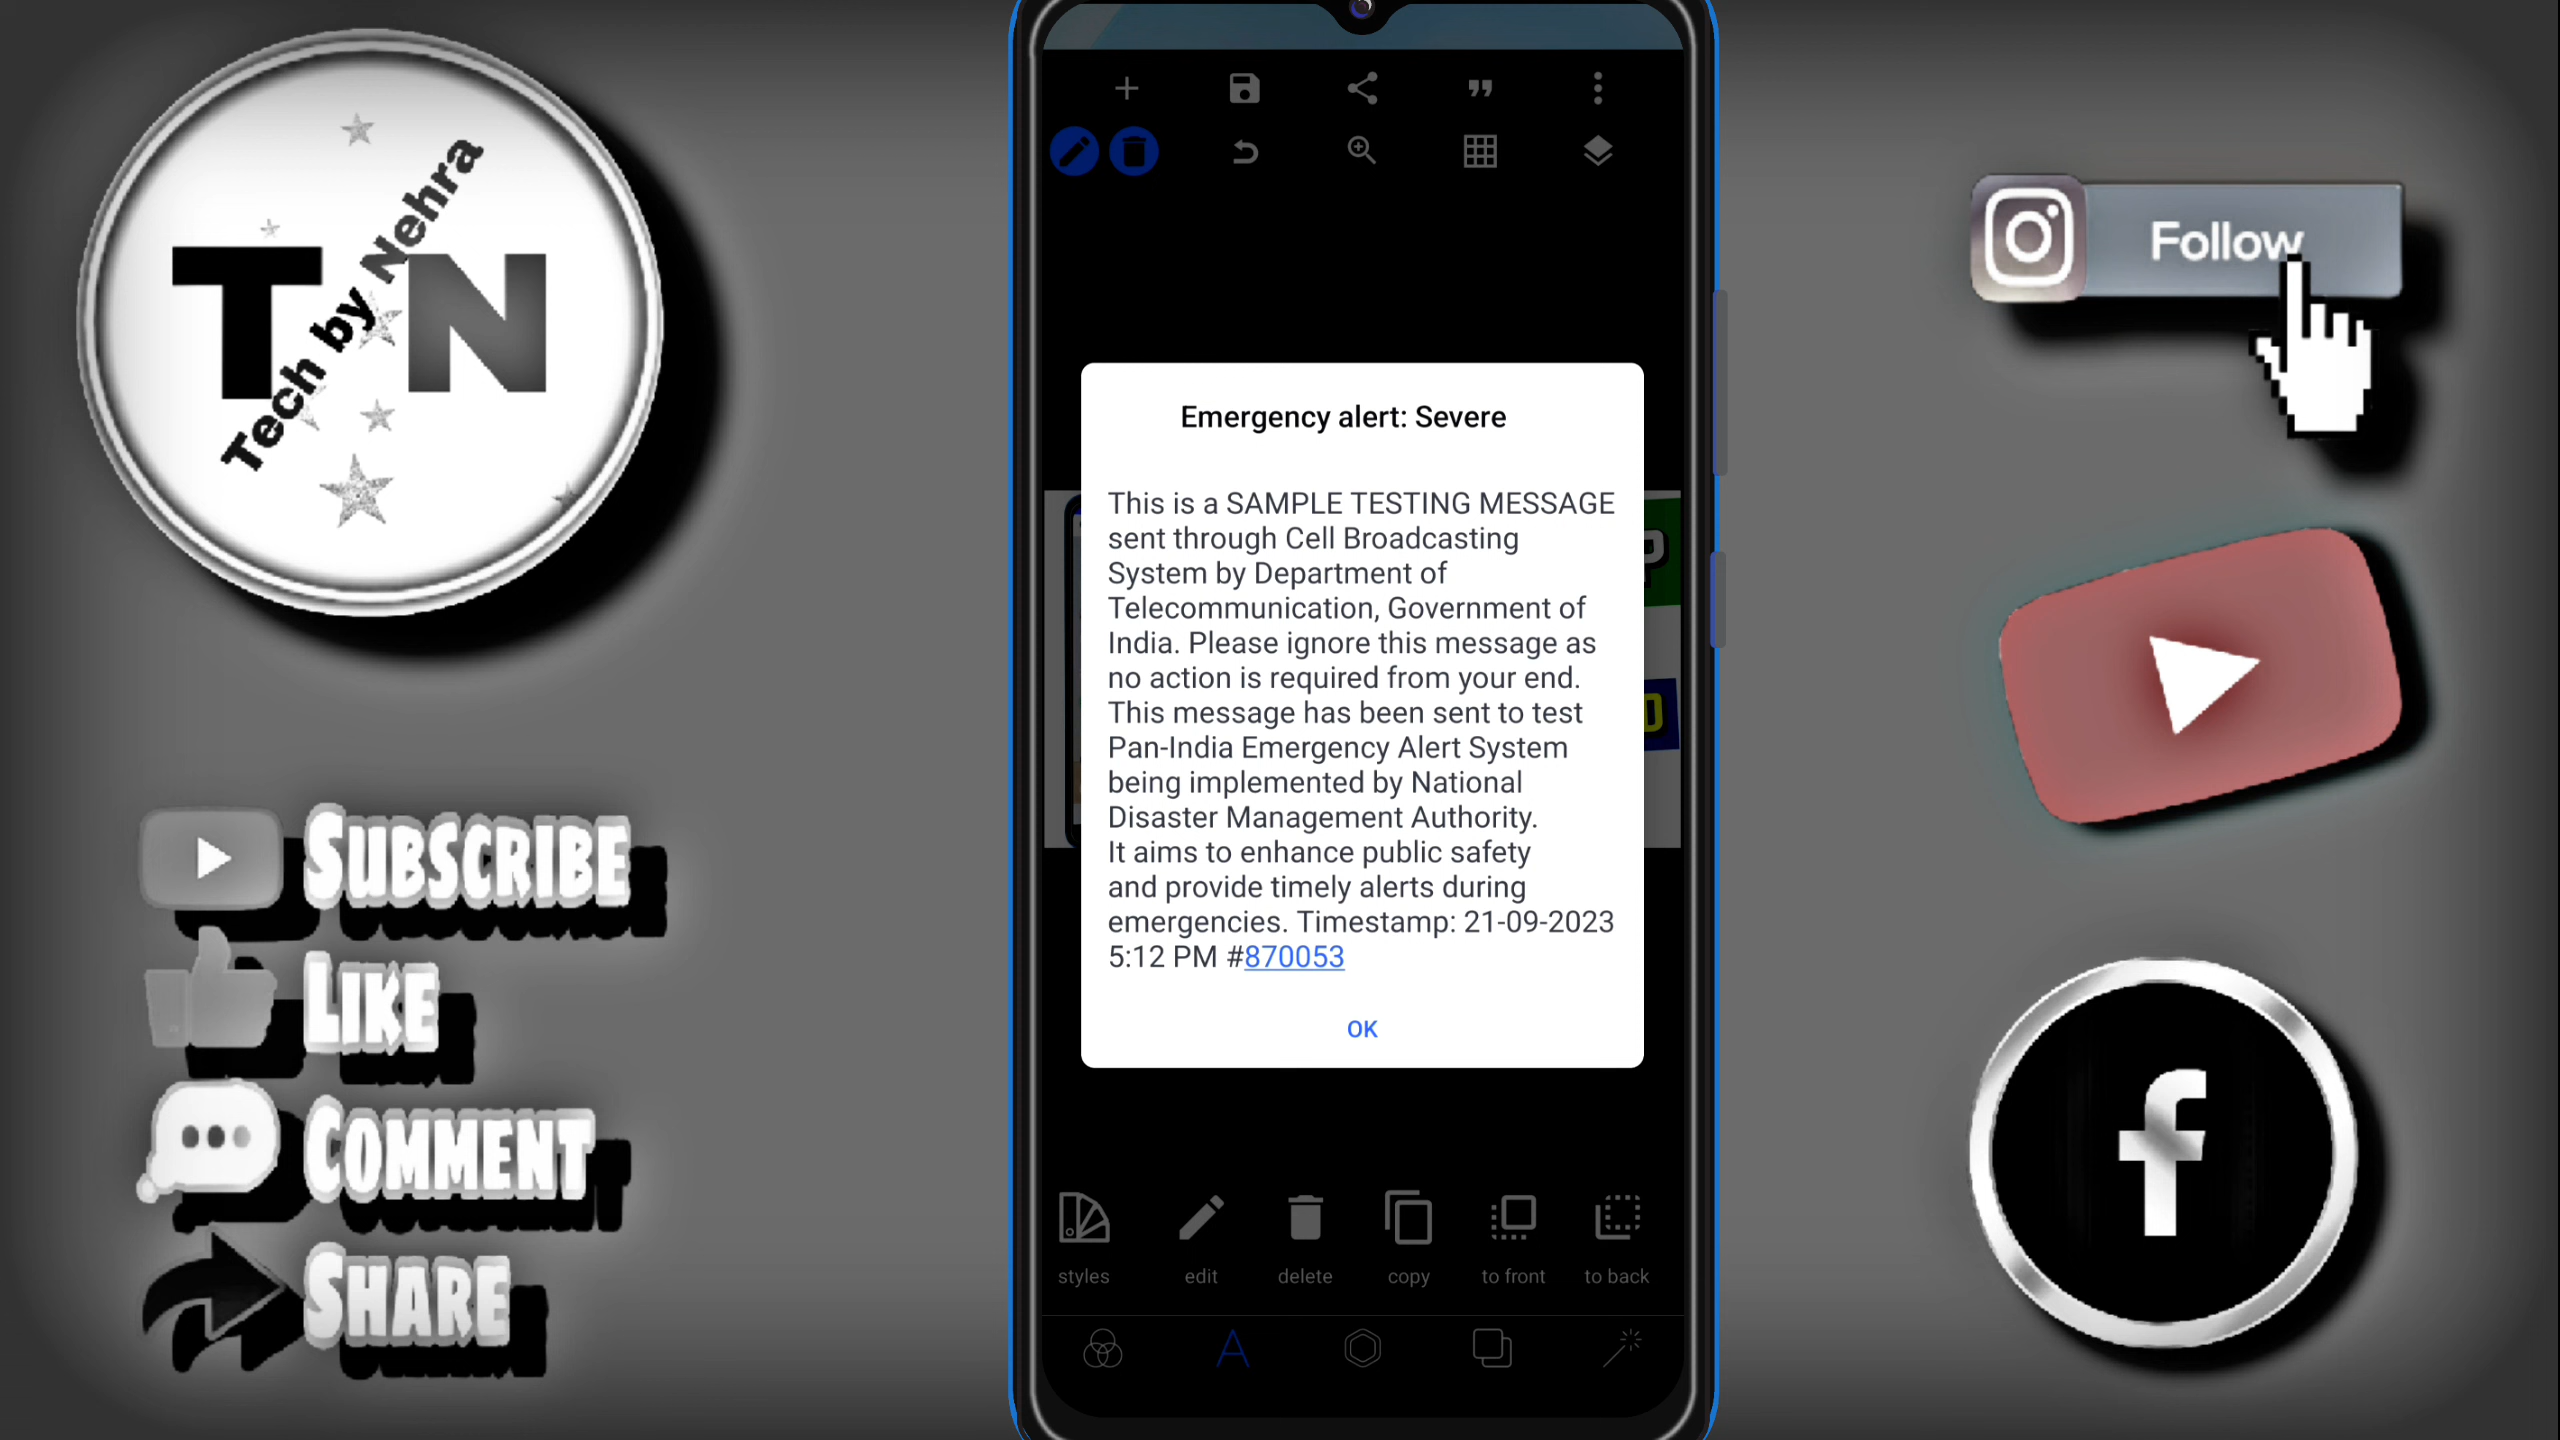 T N
Tech by Nehra
SUBSCRIBE
LIKE
COMMENT
SHARE
Emergency alert: Severe
This is a SAMPLE TESTING MESSAGE
sent through Cell Broadcasting
System by Department of
Telecommunication, Government of
India. Please ignore this message as
no action is required from your end.
This message has been sent to test
Pan-India Emergency Alert System
being implemented by National
Disaster Management Authority.
It aims to enhance public safety
and provide timely alerts during
emergencies. Timestamp: 21-09-2023
5:12 PM #870053
OK
styles edit delete copy to front to back
Follow